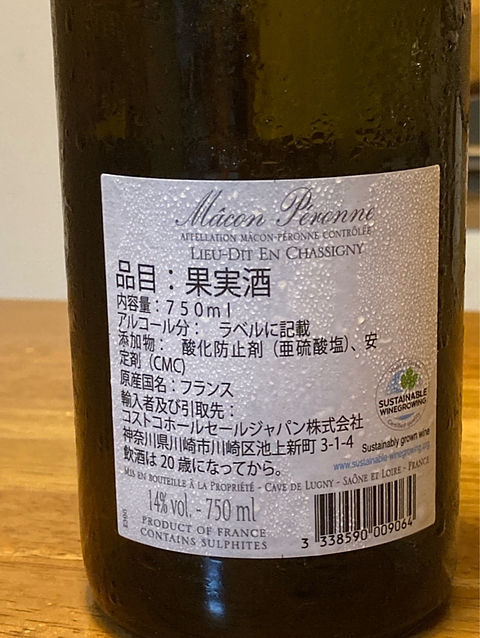 Mâcon Péronne
APPELLATION MÂCON-PÉRONNE CONTRÔLÉE
LIEU-DIT EN CHASSIGNY
品目：果実酒
内容量：７５０ｍｌ
アルコール分： ラベルに記載
添加物： 酸化防止剤（亜硫酸塩）、安
定剤（CMC）
原産国名：フランス
輸入者及び引取先：
コストコホールセールジャパン株式会社
神奈川県川崎市川崎区池上新町 3-1-4
飲酒は 20 歳になってから。
SUSTAINABLE
WINEGROWING
Sustainably grown wine
www.sustainable-winegrowing.org
MIS EN BOUTEILLE À LA PROPRIÉTÉ - CAVE DE LUGNY - SAÔNE ET LOIRE - FRANCE
14% vol. - 750 ml
PRODUCT OF FRANCE
CONTAINS SULPHITES
3 338590 009064